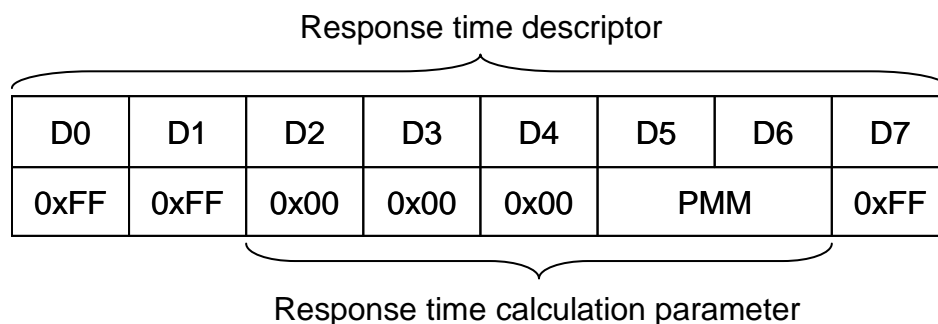 Response time descriptor
D0 D1 D2 D3 D4 D5 D6 D7
0xFF 0xFF 0x00 0x00 0x00 PMM 0xFF
Response time calculation parameter